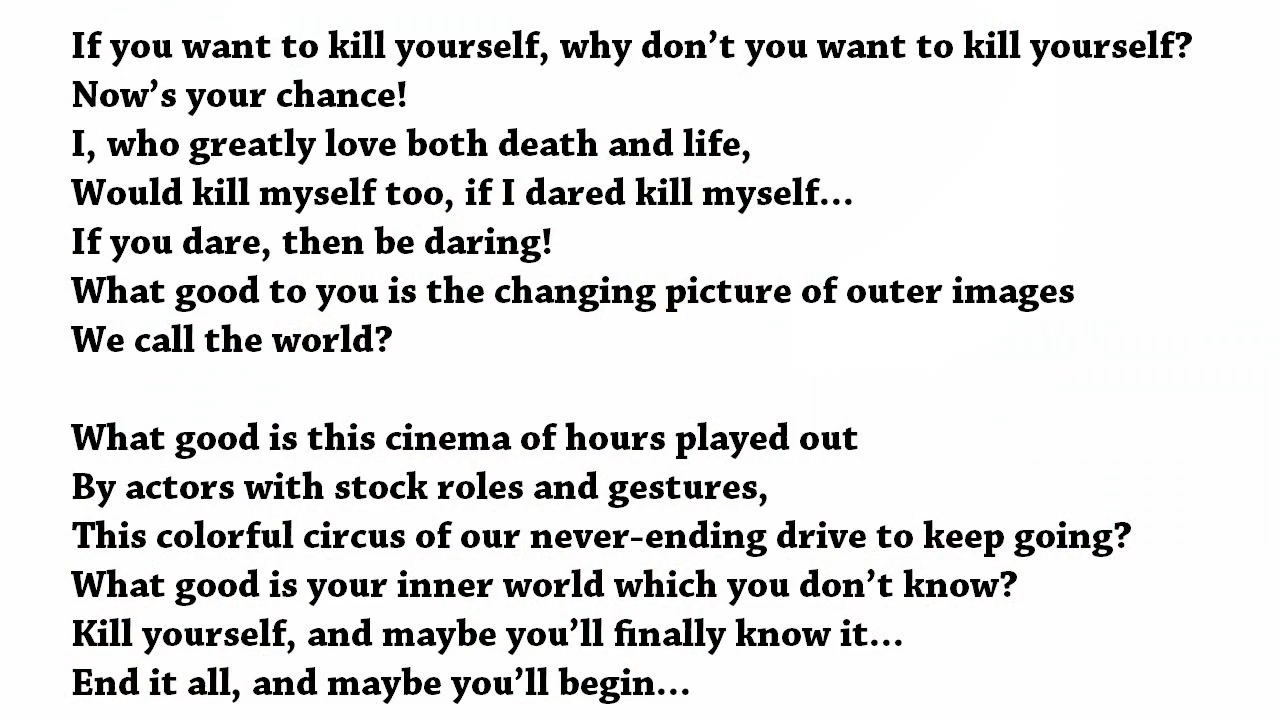 If you want to kill yourself, why don’t you want to kill yourself?
Now’s your chance!
I, who greatly love both death and life,
Would kill myself too, if I dared kill myself...
If you dare, then be daring!
What good to you is the changing picture of outer images
We call the world?

What good is this cinema of hours played out
By actors with stock roles and gestures,
This colorful circus of our never-ending drive to keep going?
What good is your inner world which you don’t know?
Kill yourself, and maybe you’ll finally know it...
End it all, and maybe you’ll begin...